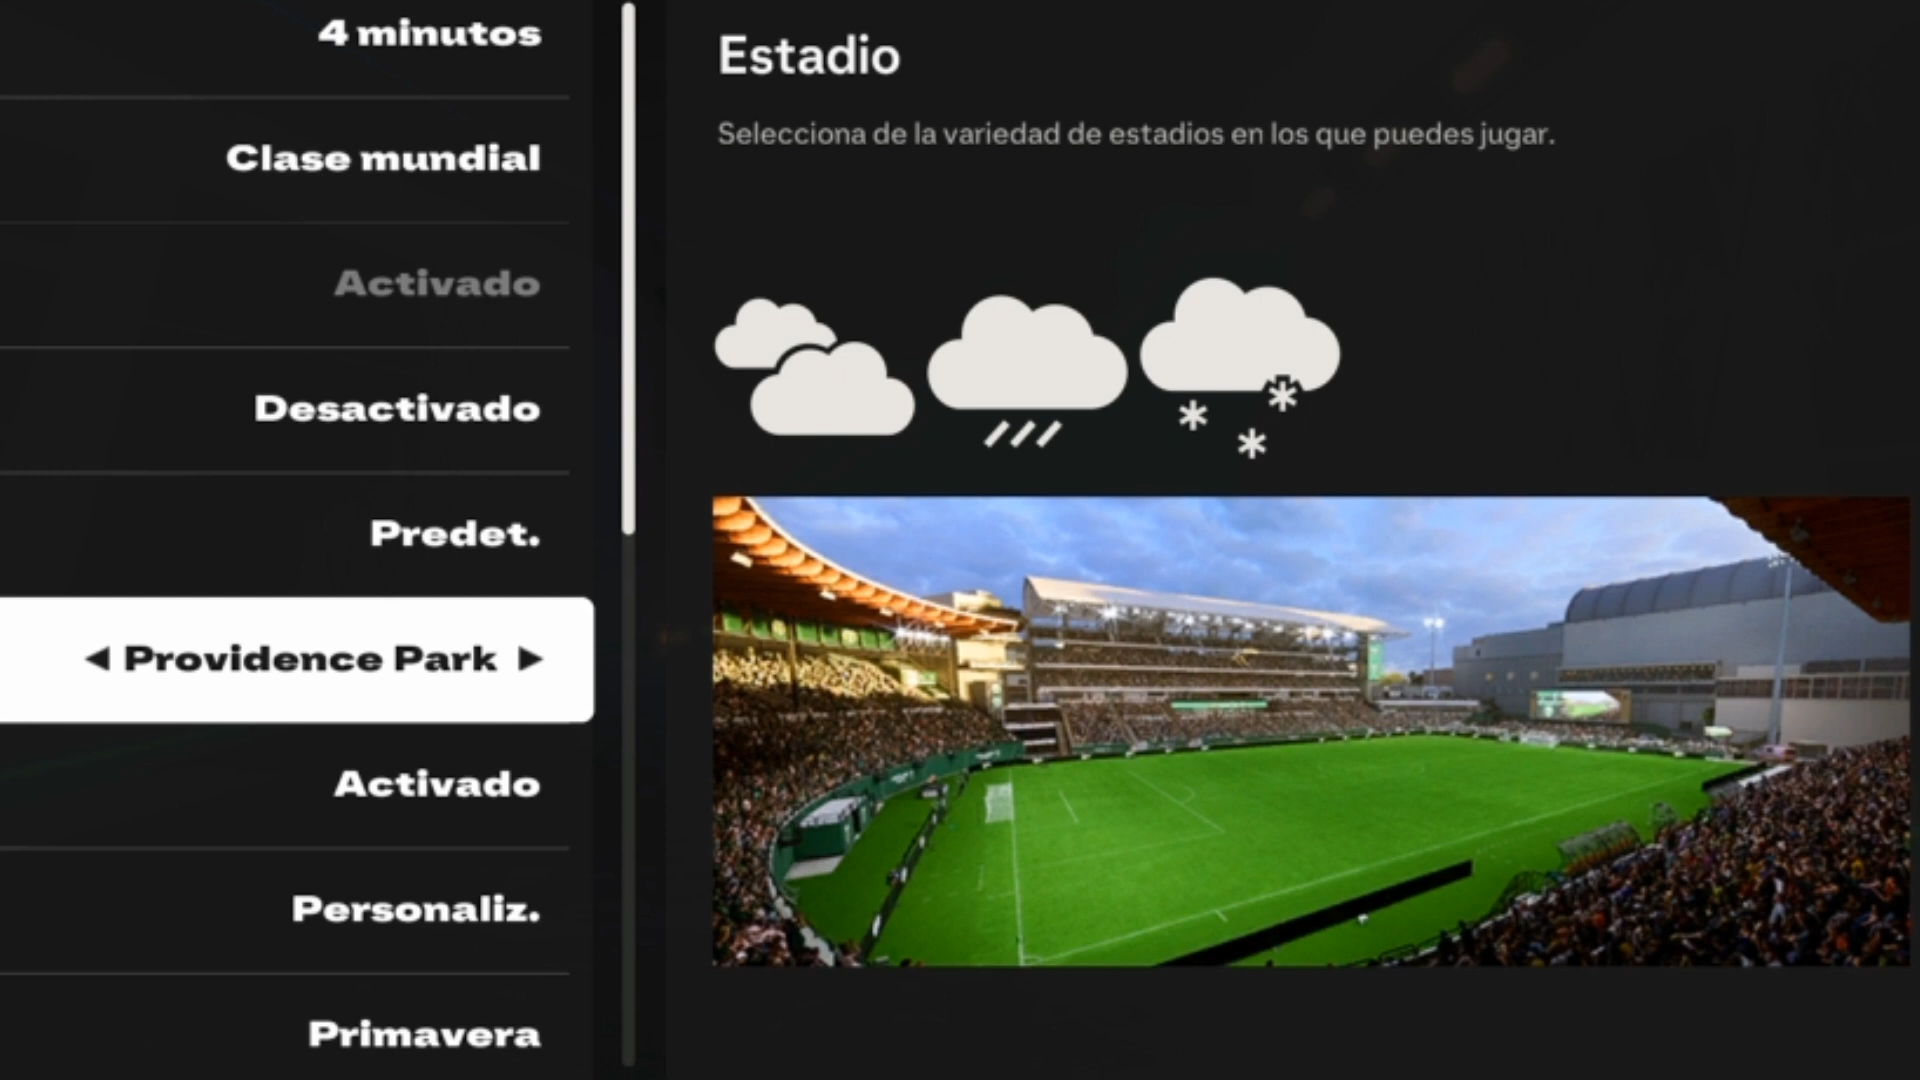 4 minutos
Clase mundial
Activado
Desactivado
Predet.
Providence Park
Activado
Personaliz.
Primavera
Estadio
Selecciona de la variedad de estadios en los que puedes jugar.